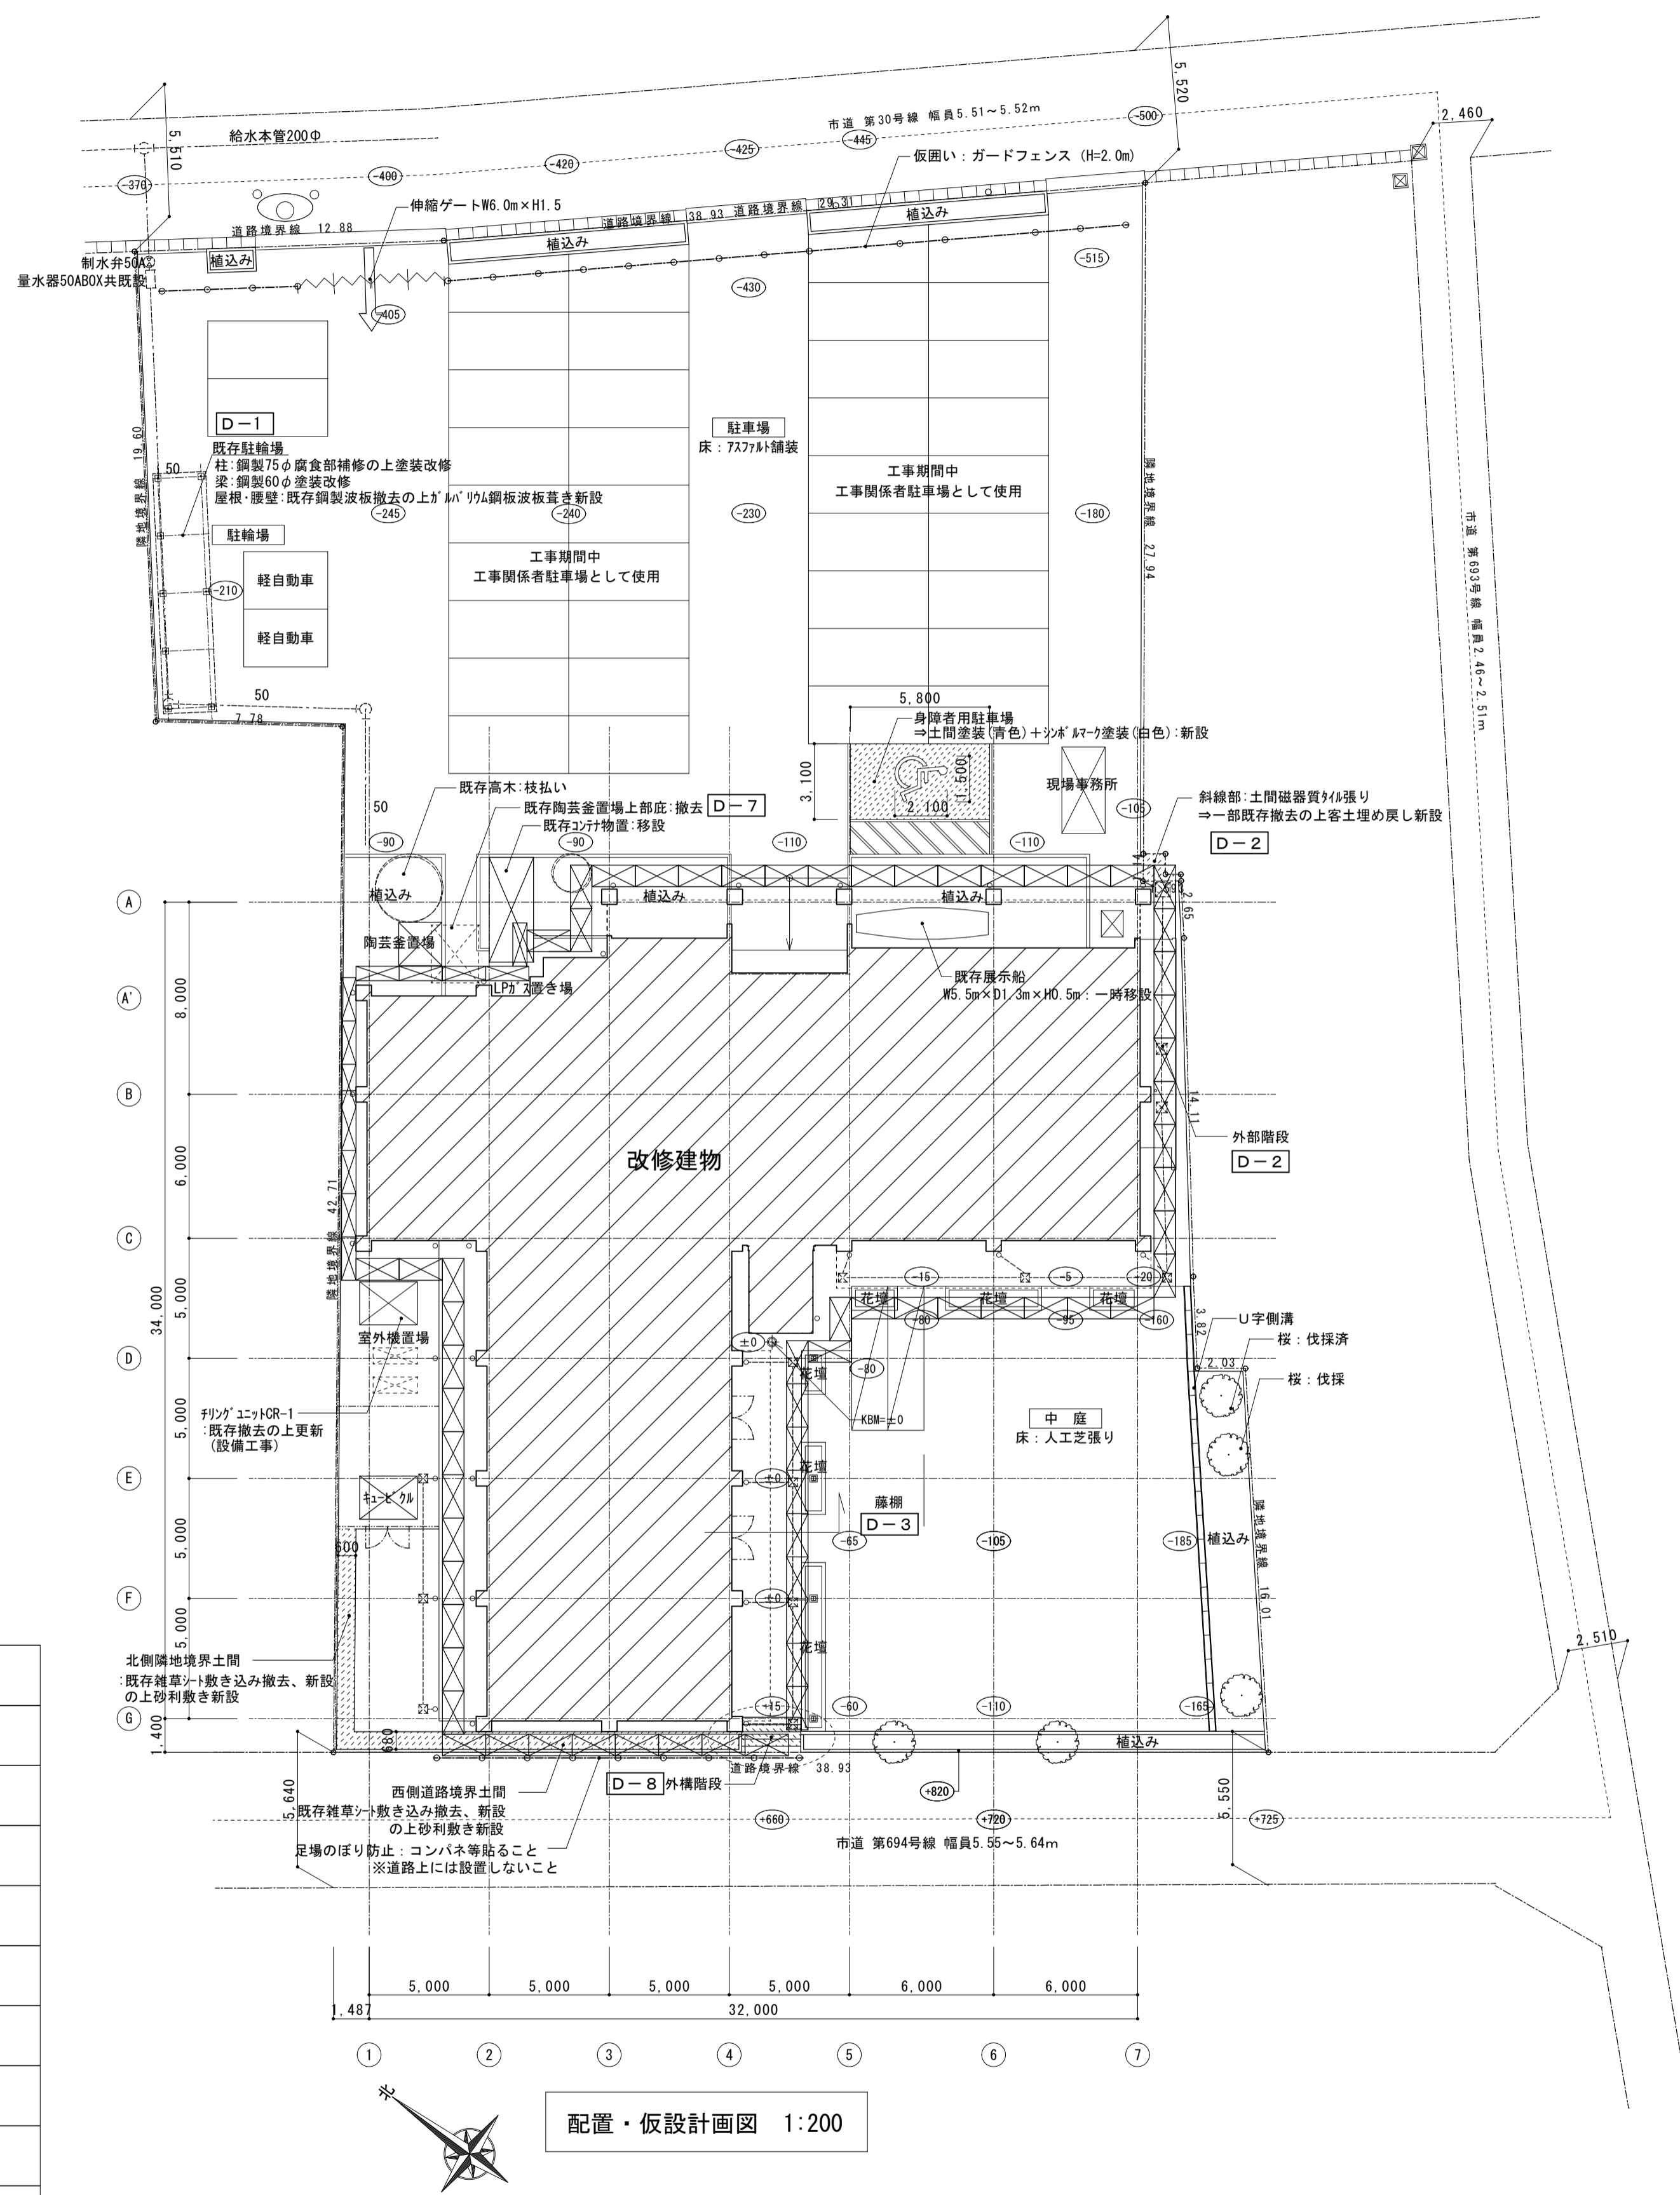 5,520
2,460
市道 第30号線 幅員5.51～5.52m
-500
給水本管200Φ
5,510
-445
-425
-420
-400
-370
仮囲い：ガードフェンス（H=2.0m）
伸縮ゲートW6.0m×H1.5
道路境界線 12.88
道路境界線 38.93
道路境界線 29.31
植込み
植込み
植込み
制水弁50A
量水器50ABOX共既設
-405
-430
-515
D－1
既存駐輪場
柱：鋼製75φ腐食部補修の上塗装改修
梁：鋼製60φ塗装改修
屋根・腰壁：既存鋼製波板撤去の上ｶﾞﾙﾊﾞﾘｳﾑ鋼板波板葺き新設
隣地境界線 19.60
50
駐車場
床：ｱｽﾌｧﾙﾄ舗装
工事期間中
工事関係者駐車場として使用
隣地境界線 27.94
-245
-240
-230
-180
駐輪場
工事期間中
工事関係者駐車場として使用
軽自動車
-210
軽自動車
市道 第693号線 幅員2.46～2.51m
50
7.78
5,800
身障者用駐車場
⇒土間塗装(青色)＋ｼﾝﾎﾞﾙﾏｰｸ塗装(白色)：新設
3,100
1,500
2,100
現場事務所
50
既存高木：枝払い
既存陶芸釜置場上部庇：撤去
D－7
既存ｺﾝﾃﾅ物置：移設
-105
斜線部：土間磁器質ﾀｲﾙ張り
⇒一部既存撤去の上客土埋め戻し新設
D－2
-90
-90
-110
-110
植込み
植込み
植込み
陶芸釜置場
LPｶﾞｽ置き場
既存展示船
W5.5m×D1.3m×H0.5m：一時移設
2.65
14.11
外部階段
D－2
A
A'
B
C
D
E
F
G
8,000
6,000
5,000
5,000
5,000
5,000
34,000
1,400
改修建物
隣地境界線 42.71
-15
-5
-20
花壇
花壇
花壇
-80
-95
-160
3.82
U字側溝
桜：伐採済
桜：伐採
2.03
室外機置場
±0
花壇
-80
KBM=±0
ﾁﾘﾝｸﾞﾕﾆｯﾄCR-1
：既存撤去の上更新
（設備工事）
中 庭
床：人工芝張り
花壇
±0
ｷｭｰﾋﾞｸﾙ
藤棚
D－3
-65
-105
-185
植込み
隣地境界線 16.01
600
±0
花壇
北側隣地境界土間
：既存雑草ｼｰﾄ敷き込み撤去、新設
の上砂利敷き新設
2,510
+15
-60
-110
-165
680
植込み
道路境界線 38.93
5,640
西側道路境界土間
：既存雑草ｼｰﾄ敷き込み撤去、新設
の上砂利敷き新設
D－8
外構階段
+820
5,550
+660
+720
+725
足場のぼり防止：コンパネ等貼ること
※道路上には設置しないこと
市道 第694号線 幅員5.55～5.64m
5,000
5,000
5,000
5,000
6,000
6,000
1,487
32,000
1
2
3
4
5
6
7
北
配置・仮設計画図 1:200